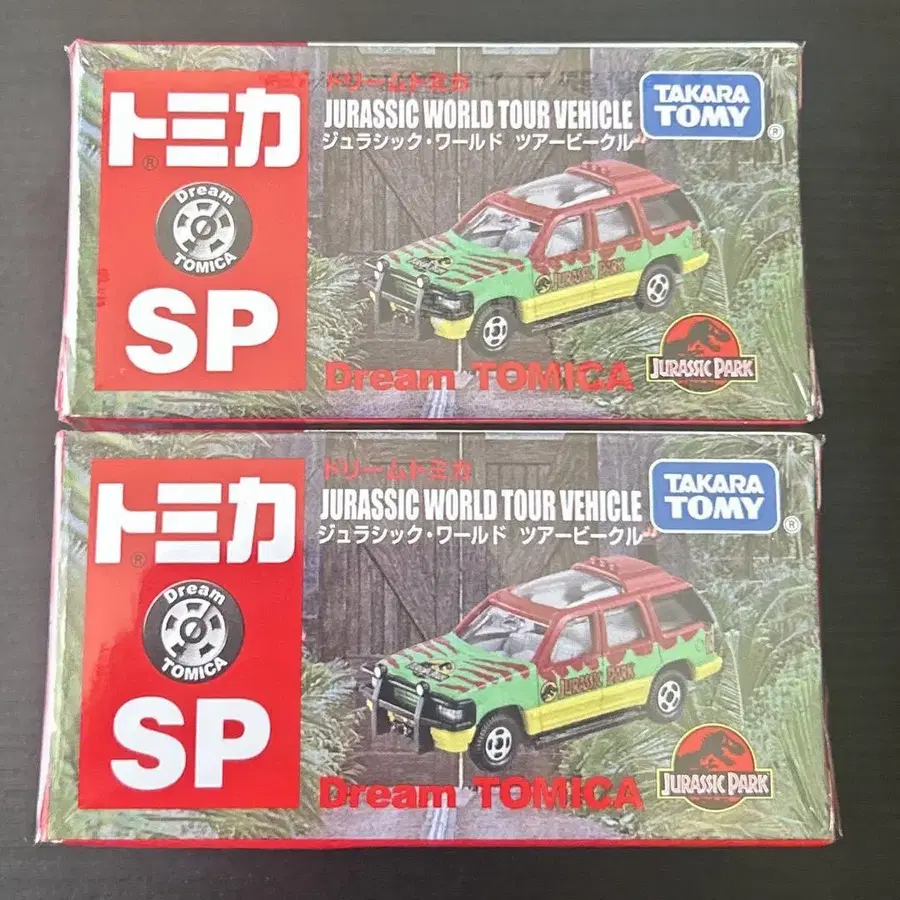 トミカ
®
Dream
TOMICA
SP
ドリームトミカ
JURASSIC WORLD TOUR VEHICLE
ジュラシック・ワールド ツアービークル
TAKARA
TOMY
®
JURASSIC PARK
Dream TOMICA
JURASSIC PARK
トミカ
®
Dream
TOMICA
SP
ドリームトミカ
JURASSIC WORLD TOUR VEHICLE
ジュラシック・ワールド ツアービークル
TAKARA
TOMY
®
JURASSIC PARK
Dream TOMICA
JURASSIC PARK